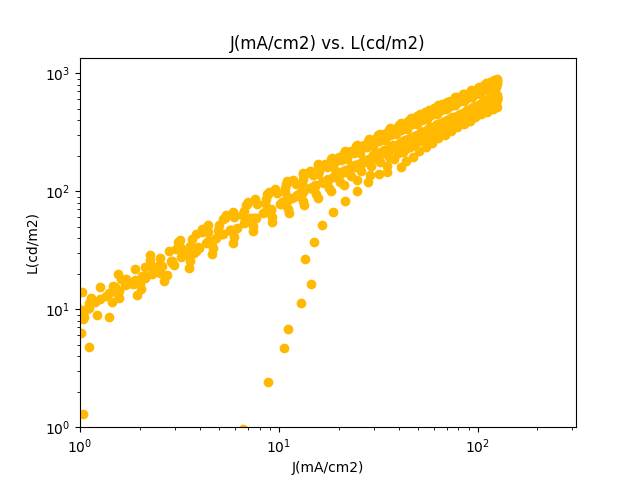 J(mA/cm2) vs. L(cd/m2)
10³
10²
10¹
10⁰
L(cd/m2)
10⁰
10¹
10²
J(mA/cm2)